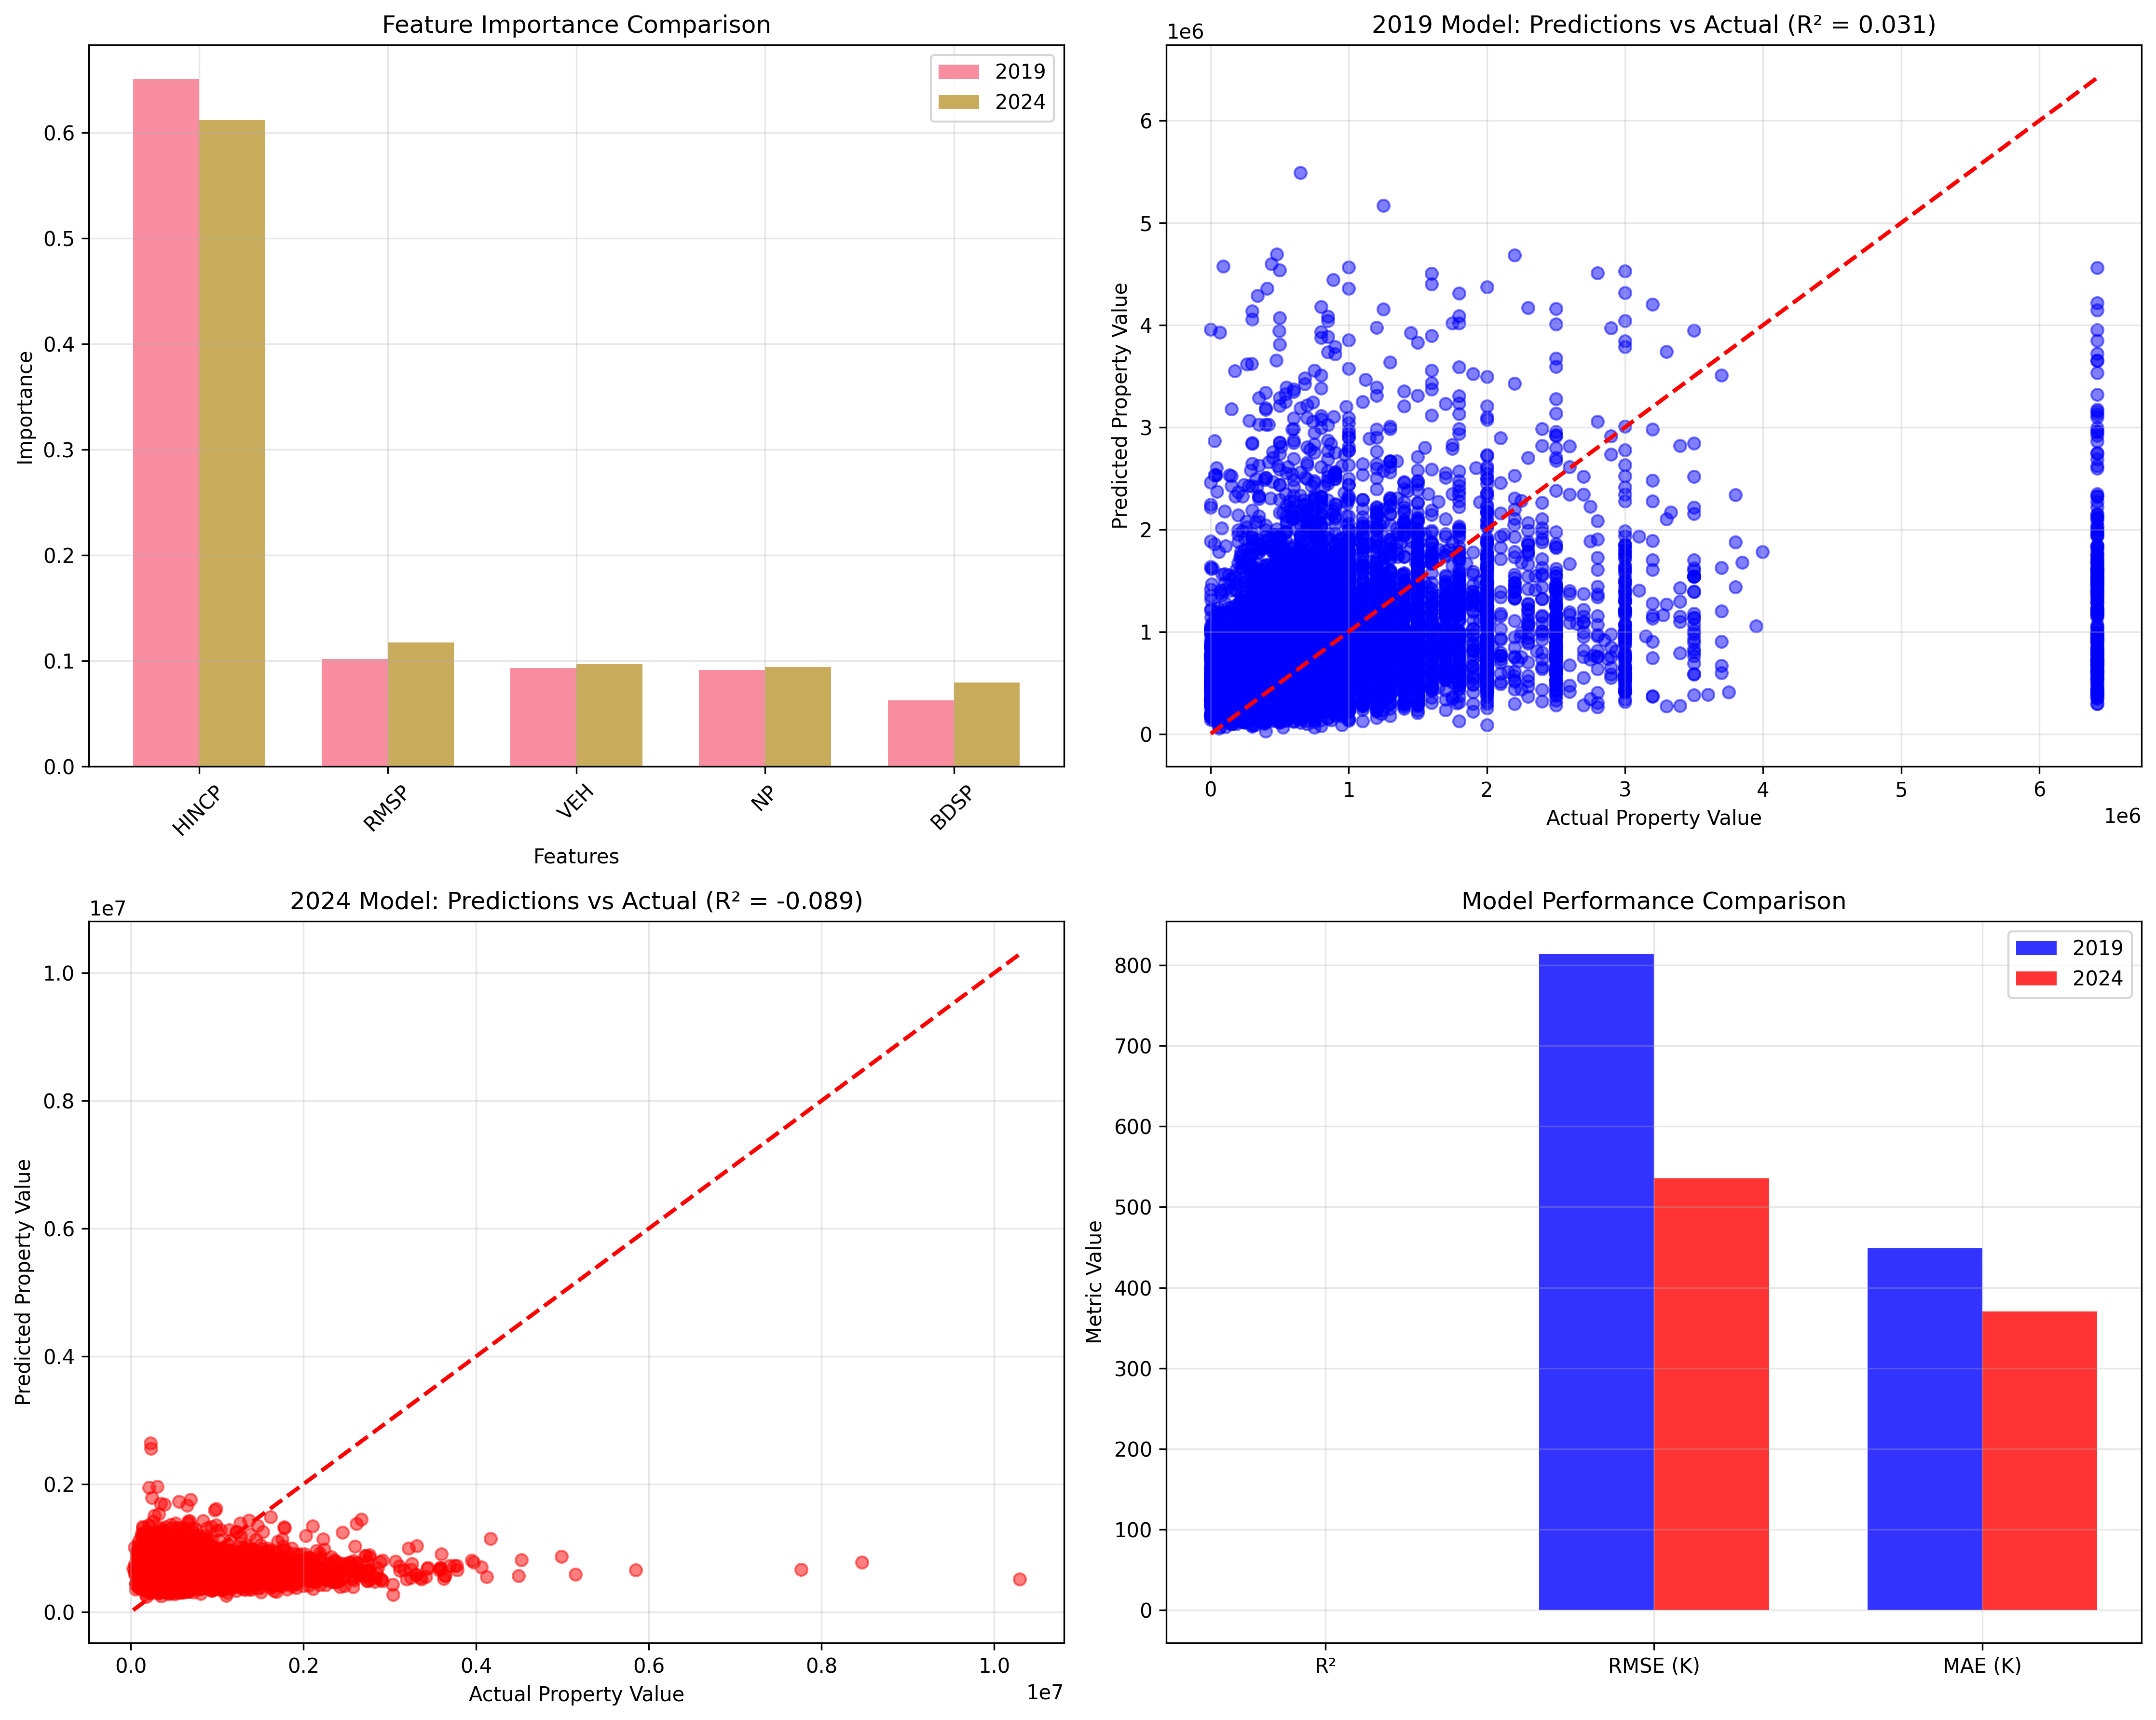 Feature Importance Comparison
2019
2024
0.6
0.5
0.4
0.3
0.2
0.1
0.0
Importance
HINCP
RMSP
VEH
NP
BDSP
Features
2019 Model: Predictions vs Actual (R² = 0.031)
1e6
6
5
4
3
2
1
0
Predicted Property Value
0 1 2 3 4 5 6
1e6
Actual Property Value
2024 Model: Predictions vs Actual (R² = -0.089)
1e7
1.0
0.8
0.6
0.4
0.2
0.0
Predicted Property Value
0.0 0.2 0.4 0.6 0.8 1.0
1e7
Actual Property Value
Model Performance Comparison
2019
2024
800
700
600
500
400
300
200
100
0
Metric Value
R² RMSE (K) MAE (K)